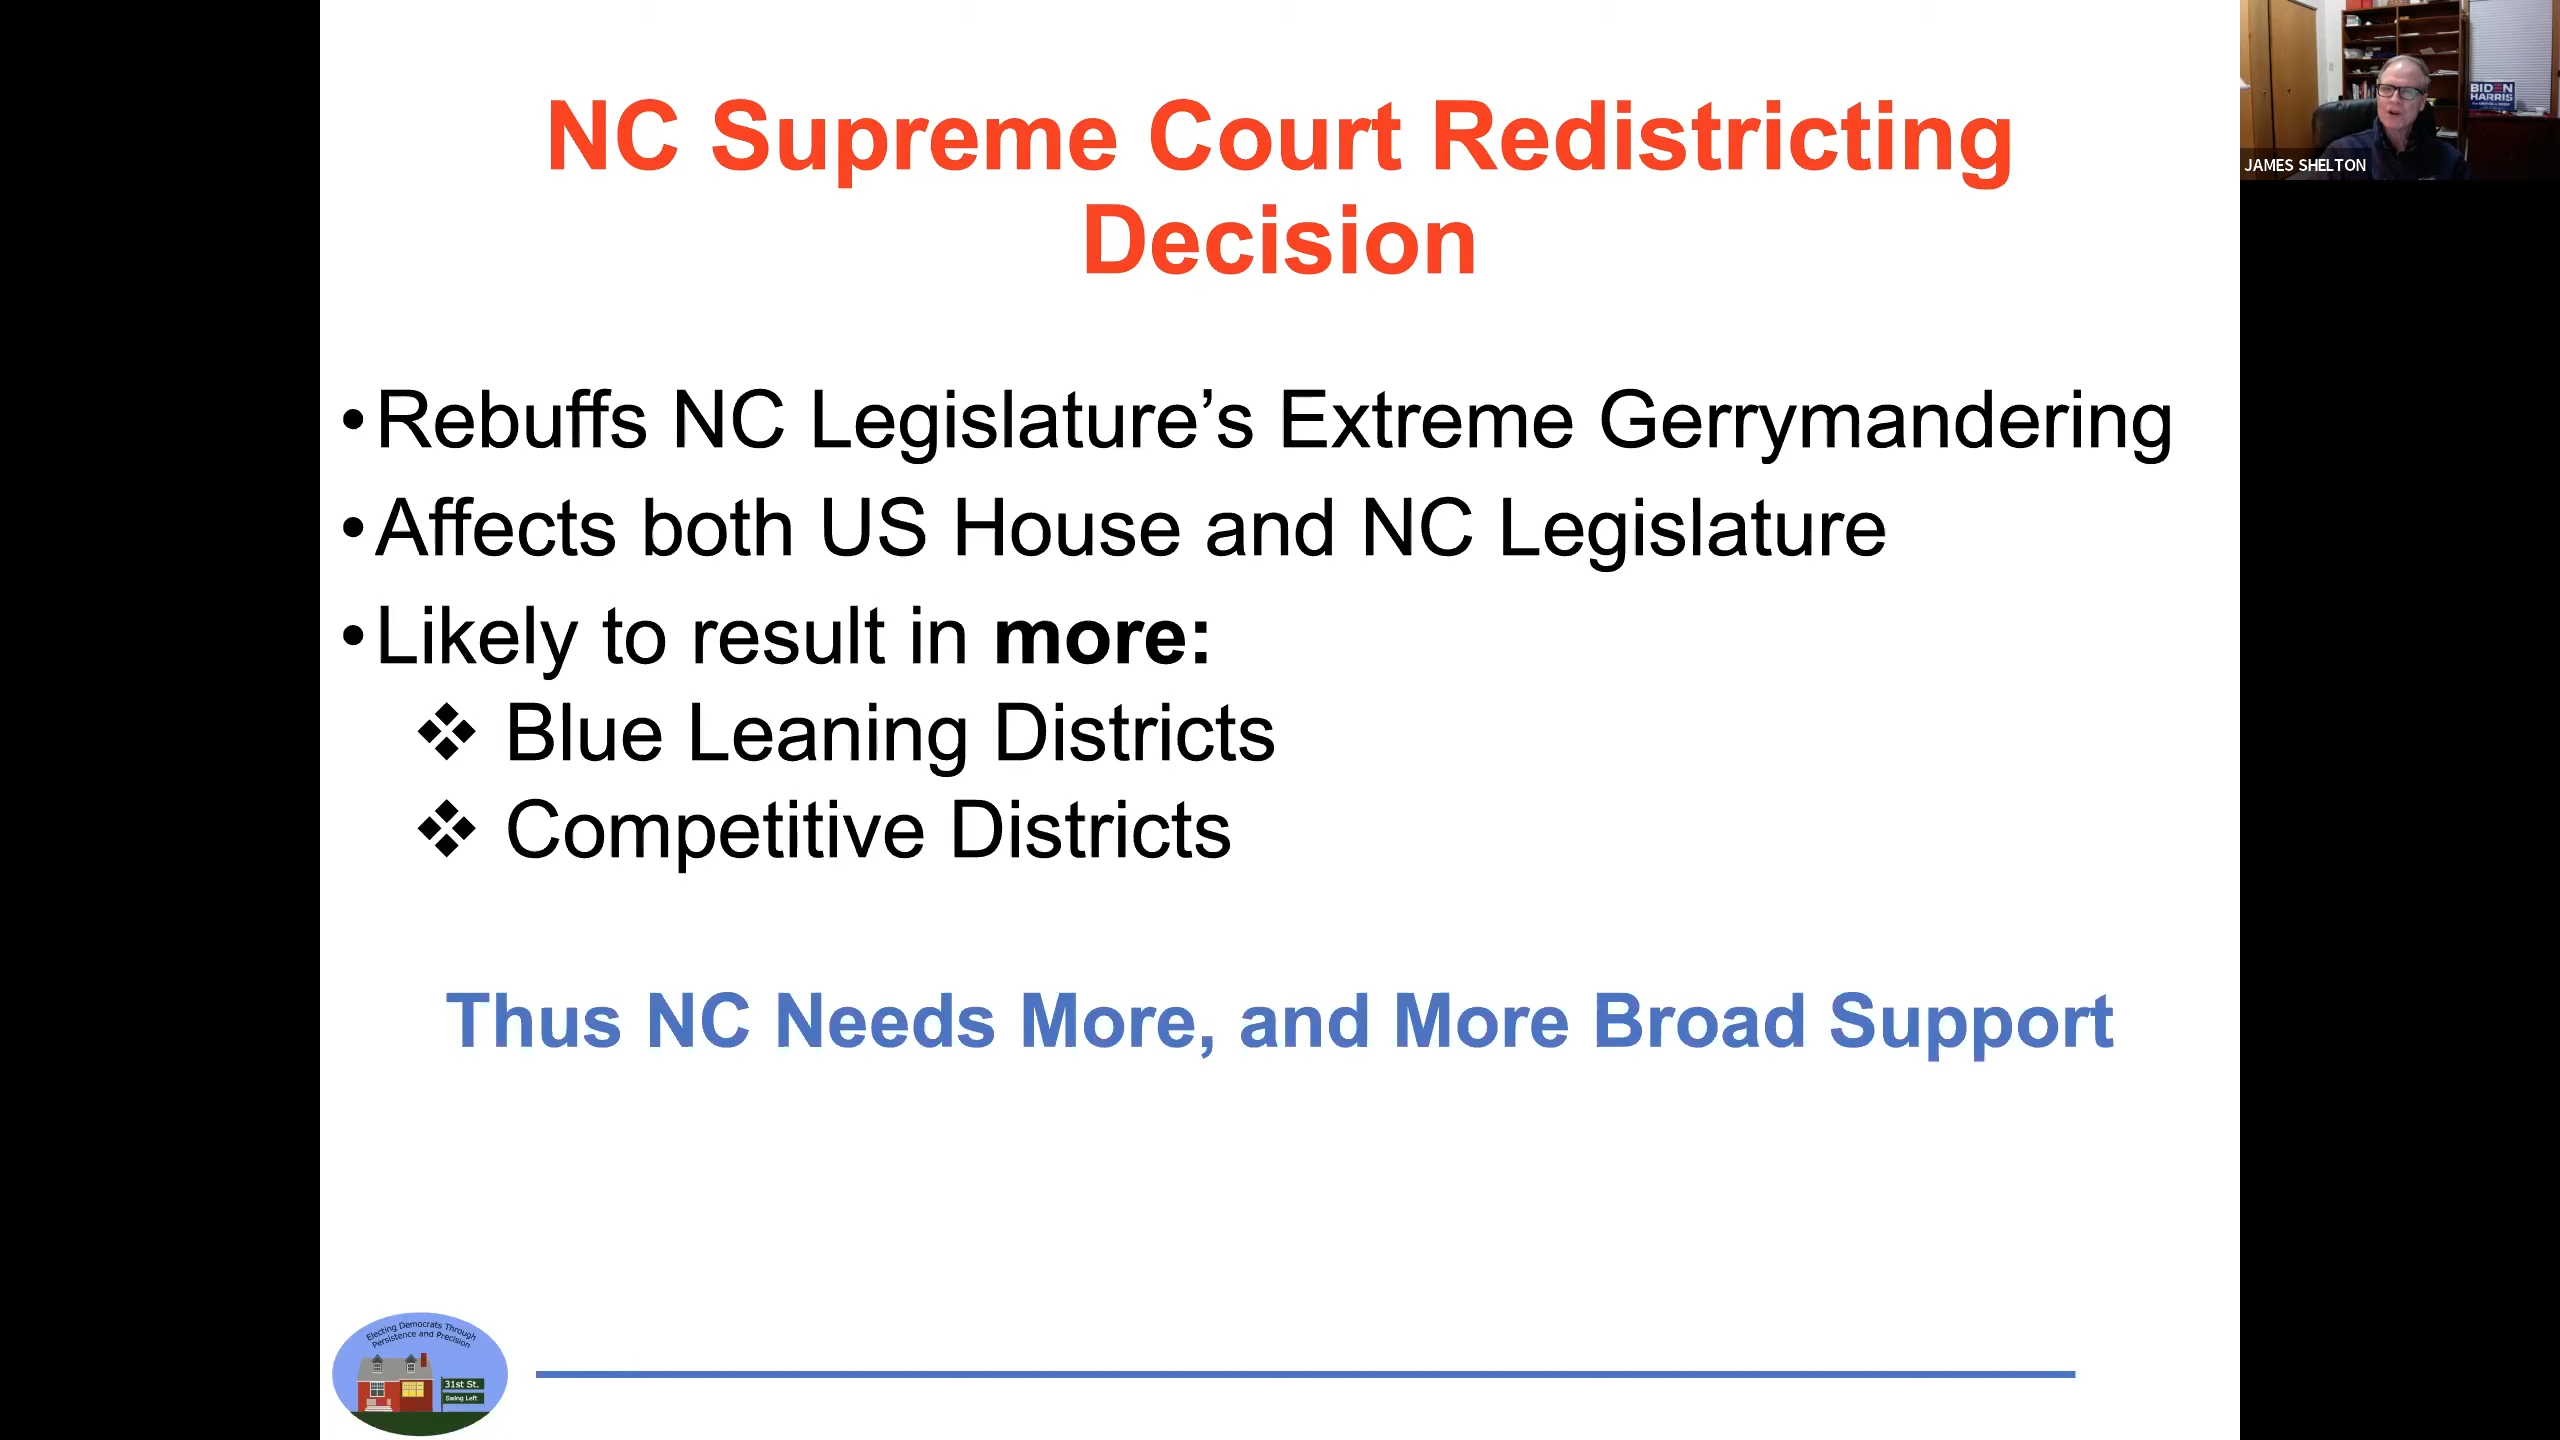 NC Supreme Court Redistricting
Decision
•Rebuffs NC Legislature’s Extreme Gerrymandering
•Affects both US House and NC Legislature
•Likely to result in more:
❖ Blue Leaning Districts
❖ Competitive Districts
Thus NC Needs More, and More Broad Support
Electing Democrats Through
Persistence and Precision
31st St.
Swing Left
BIDEN
HARRIS
JAMES SHELTON